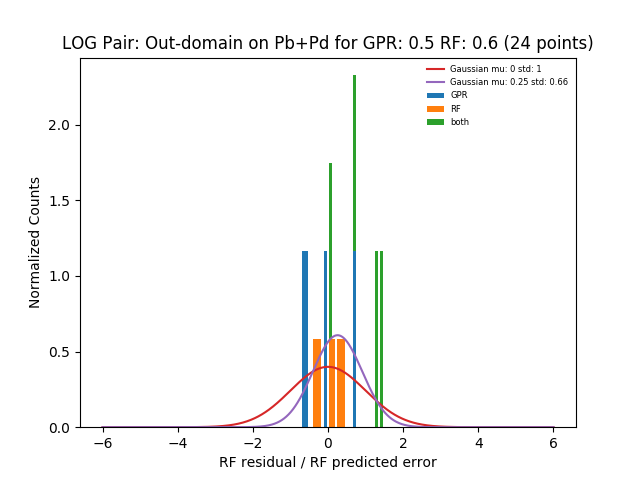 LOG Pair: Out-domain on Pb+Pd for GPR: 0.5 RF: 0.6 (24 points)
Gaussian mu: 0 std: 1
Gaussian mu: 0.25 std: 0.66
GPR
RF
both
Normalized Counts
2.0
1.5
1.0
0.5
0.0
−6 −4 −2 0 2 4 6
RF residual / RF predicted error